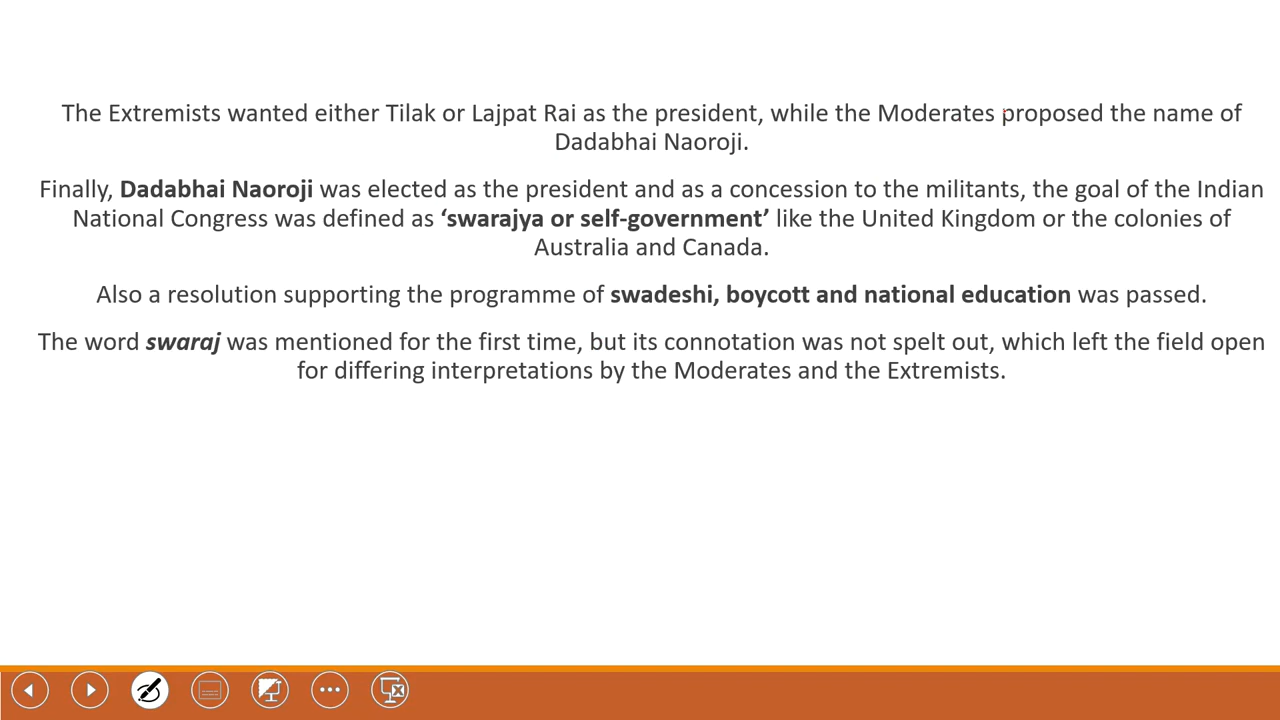 The Extremists wanted either Tilak or Lajpat Rai as the president, while the Moderates proposed the name of
Dadabhai Naoroji.
Finally, Dadabhai Naoroji was elected as the president and as a concession to the militants, the goal of the Indian
National Congress was defined as ‘swarajya or self-government’ like the United Kingdom or the colonies of
Australia and Canada.
Also a resolution supporting the programme of swadeshi, boycott and national education was passed.
The word swaraj was mentioned for the first time, but its connotation was not spelt out, which left the field open
for differing interpretations by the Moderates and the Extremists.